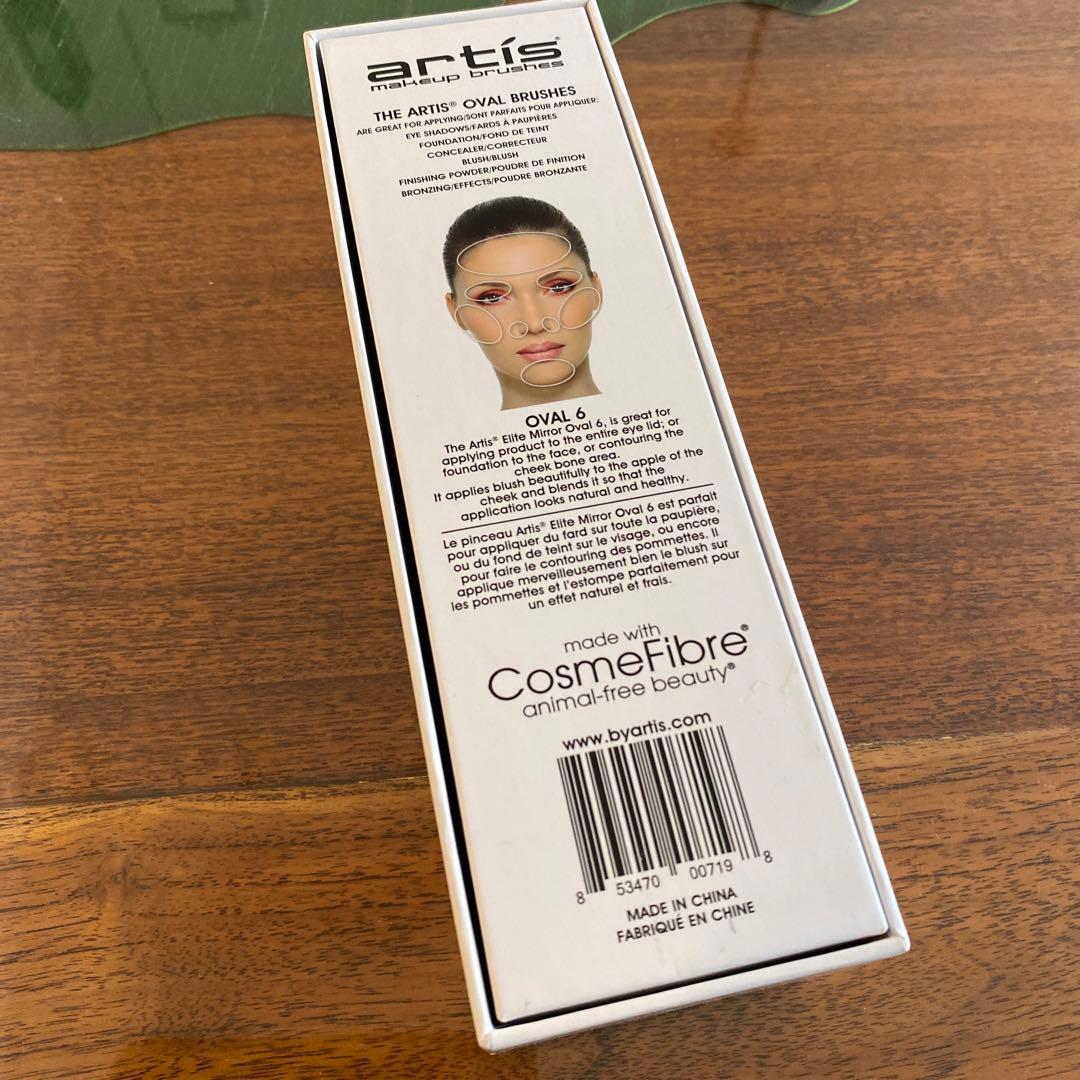 artís®
makeup brushes
THE ARTIS® OVAL BRUSHES
ARE GREAT FOR APPLYING/SONT PARFAITS POUR APPLIQUER:
EYE SHADOWS/FARDS À PAUPIÈRES
FOUNDATION/FOND DE TEINT
CONCEALER/CORRECTEUR
BLUSH/BLUSH
FINISHING POWDER/POUDRE DE FINITION
BRONZING/EFFECTS/POUDRE BRONZANTE
OVAL 6
The Artis® Elite Mirror Oval 6, is great for
applying product to the entire eye lid; or
foundation to the face, or contouring the
cheek bone area.
It applies blush beautifully to the apple of the
cheek and blends it so that the
application looks natural and healthy.
Le pinceau Artis® Elite Mirror Oval 6 est parfait
pour appliquer du fard sur toute la paupière,
ou du fond de teint sur le visage, ou encore
pour faire le contouring des pommettes. Il
applique merveilleusement bien le blush sur
les pommettes et l'estompe parfaitement pour
un effet naturel et frais.
made with
CosmeFibre®
animal-free beauty®
www.byartis.com
8 53470 00719 8
MADE IN CHINA
FABRIQUÉ EN CHINE